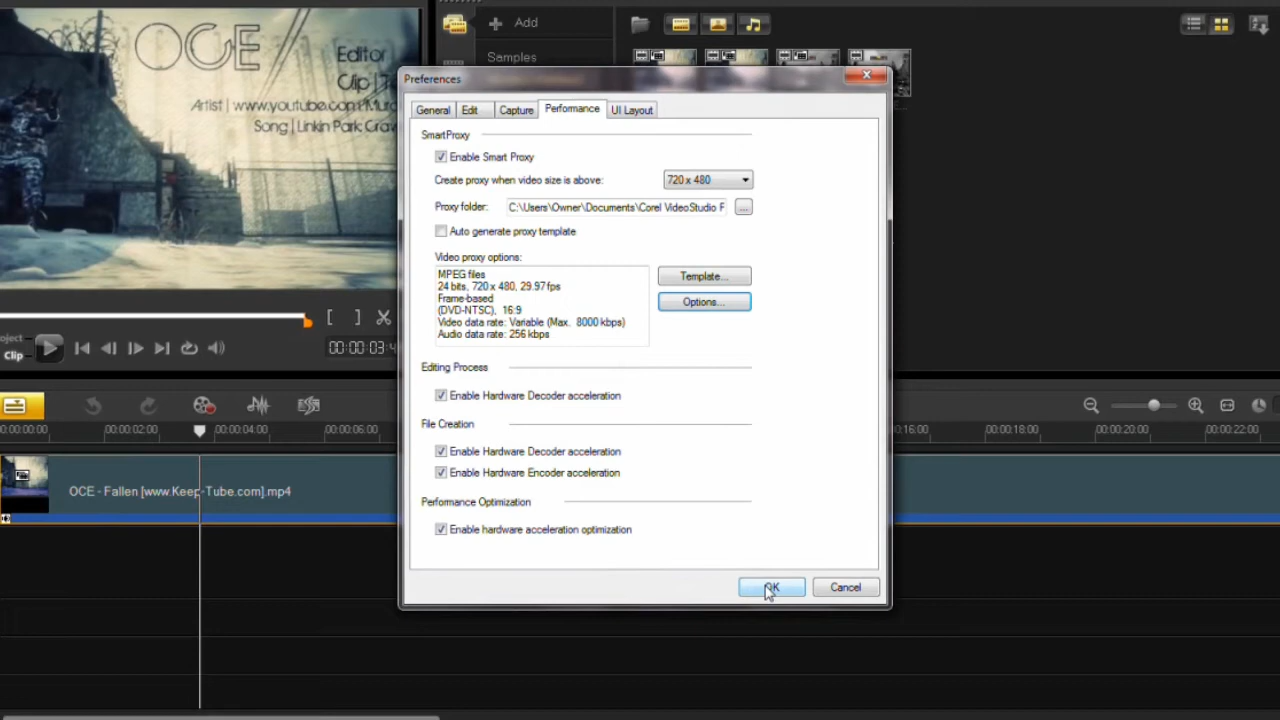 OCE
Editor
Clip |
Artist | www.youtube.com
Song | Linkin Park
Add
Samples
Preferences
General
Edit
Capture
Performance
UI Layout
SmartProxy
Enable Smart Proxy
Create proxy when video size is above:
720 x 480
Proxy folder:
C:\Users\Owner\Documents\Corel VideoStudio F
...
Auto generate proxy template
Video proxy options:
MPEG files
24 bits, 720 x 480, 29.97 fps
Frame-based
(DVD-NTSC), 16:9
Video data rate: Variable (Max. 8000 kbps)
Audio data rate: 256 kbps
Template...
Options...
Editing Process
Enable Hardware Decoder acceleration
File Creation
Enable Hardware Decoder acceleration
Enable Hardware Encoder acceleration
Performance Optimization
Enable hardware acceleration optimization
OK
Cancel
Clip
00:00:03
00:00:00:00
00:00:02:00
00:00:04:00
00:00:06:00
:00:16:00
00:00:18:00
00:00:20:00
00:00:22:00
OCE - Fallen [www.Keep-Tube.com].mp4